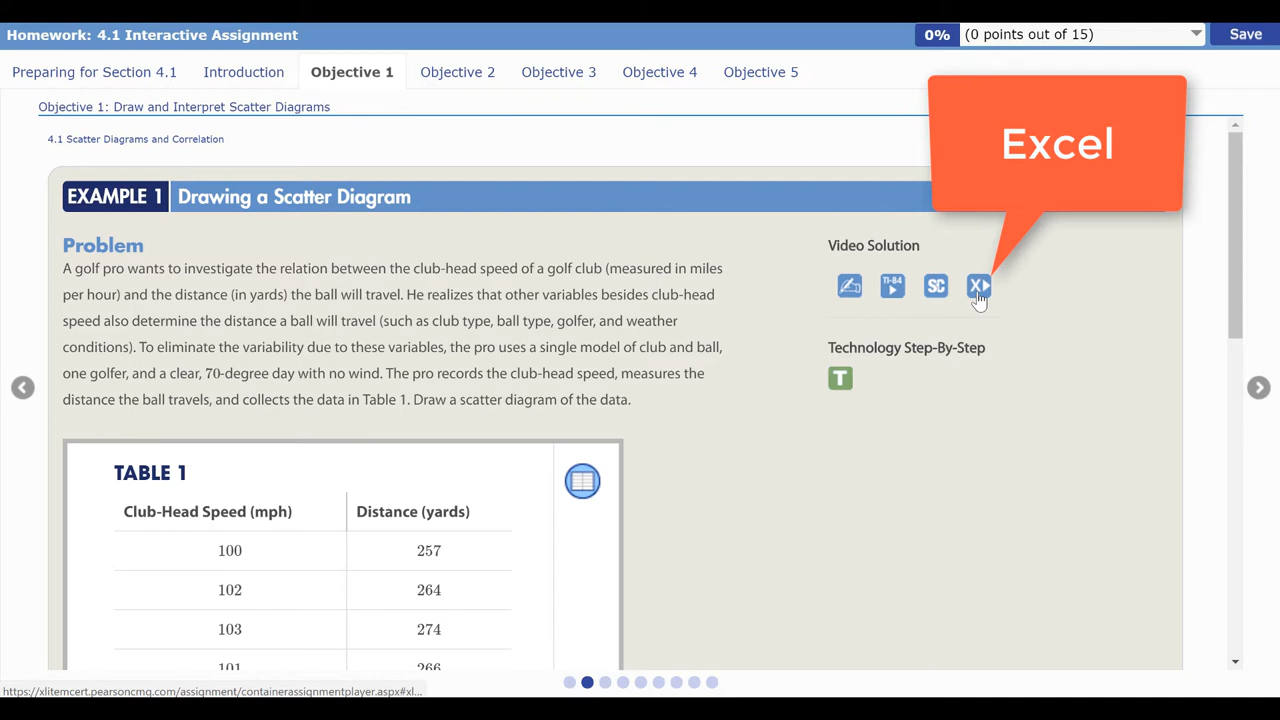 Homework: 4.1 Interactive Assignment
0%
(0 points out of 15)
Save
Preparing for Section 4.1
Introduction
Objective 1
Objective 2
Objective 3
Objective 4
Objective 5
Objective 1: Draw and Interpret Scatter Diagrams
4.1 Scatter Diagrams and Correlation
Excel
EXAMPLE 1 Drawing a Scatter Diagram
Problem
A golf pro wants to investigate the relation between the club-head speed of a golf club (measured in miles
per hour) and the distance (in yards) the ball will travel. He realizes that other variables besides club-head
speed also determine the distance a ball will travel (such as club type, ball type, golfer, and weather
conditions). To eliminate the variability due to these variables, the pro uses a single model of club and ball,
one golfer, and a clear, 70-degree day with no wind. The pro records the club-head speed, measures the
distance the ball travels, and collects the data in Table 1. Draw a scatter diagram of the data.
Video Solution
TI-84
SC
X
Technology Step-By-Step
T
TABLE 1
Club-Head Speed (mph) Distance (yards)
100 257
102 264
103 274
101 266
https://xlitemcert.pearsoncmg.com/assignment/containerassignmentplayer.aspx#xl...